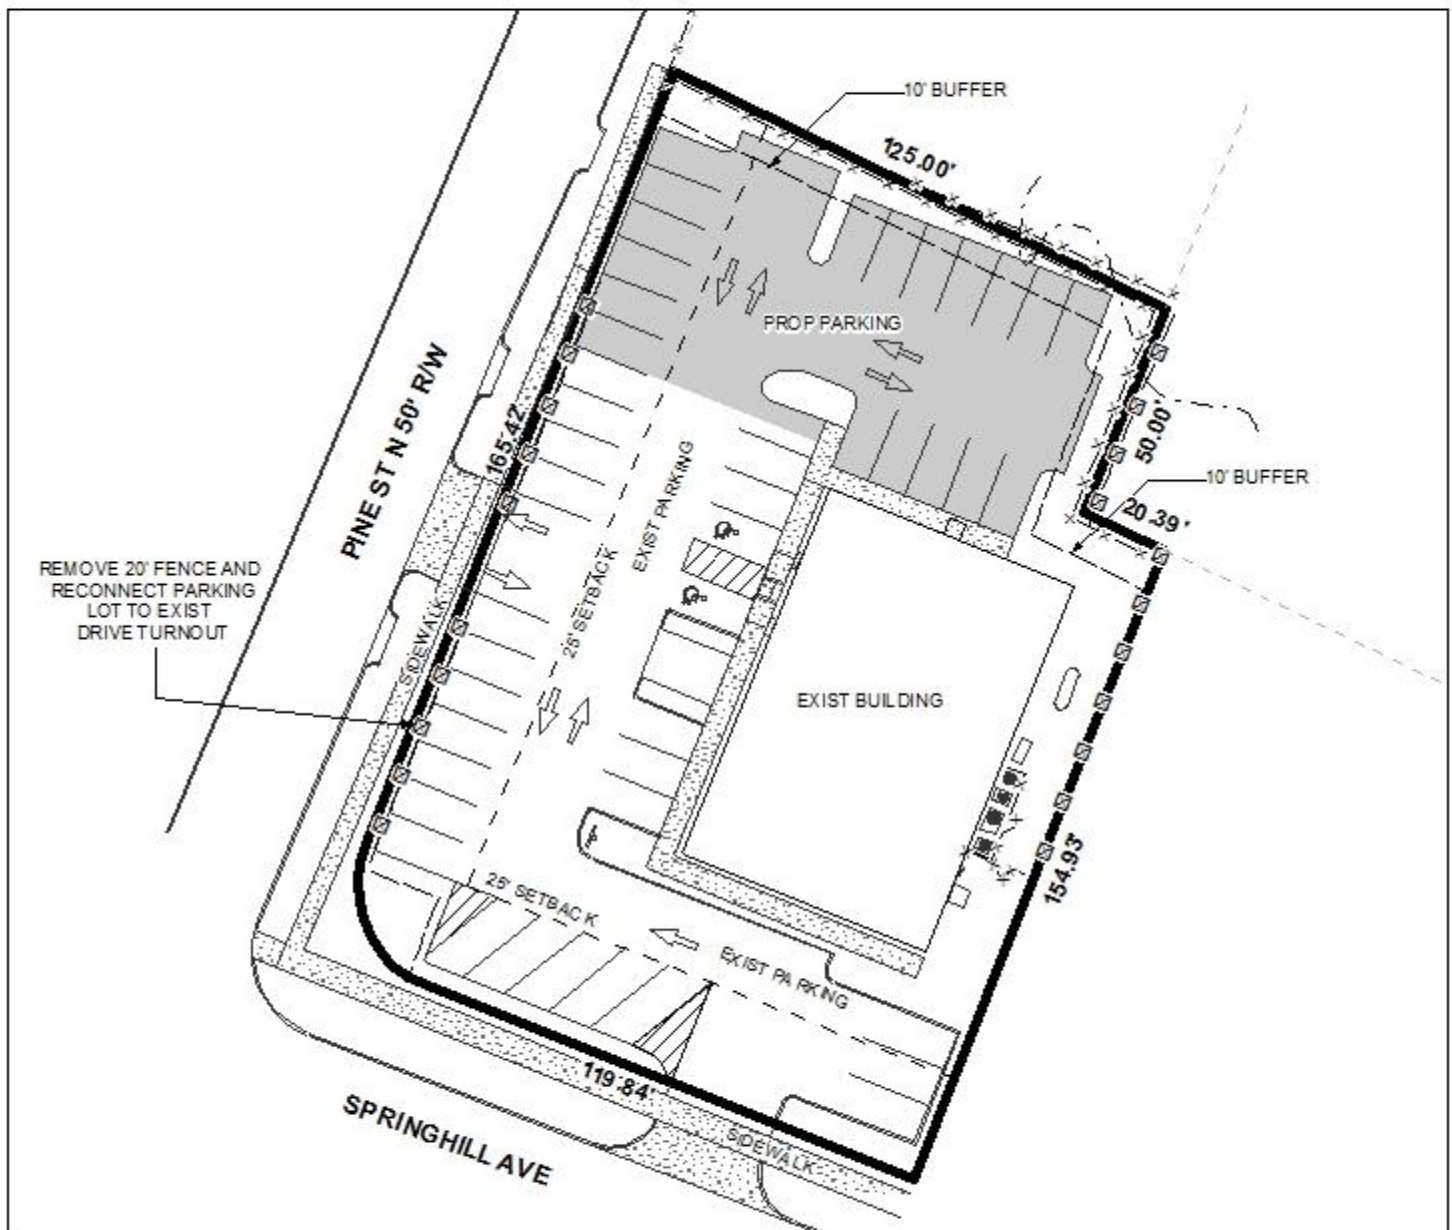 10' BUFFER
125.00'
PROP PARKING
PINE ST N 50' R/W
165.42'
50.00'
10' BUFFER
20.39'
EXIST PARKING
25' SETBACK
REMOVE 20' FENCE AND
RECONNECT PARKING
LOT TO EXIST
DRIVE TURNOUT
SIDEWALK
EXIST BUILDING
154.93'
25' SETBACK
EXIST PARKING
119.84'
SPRINGHILL AVE
SIDEWALK